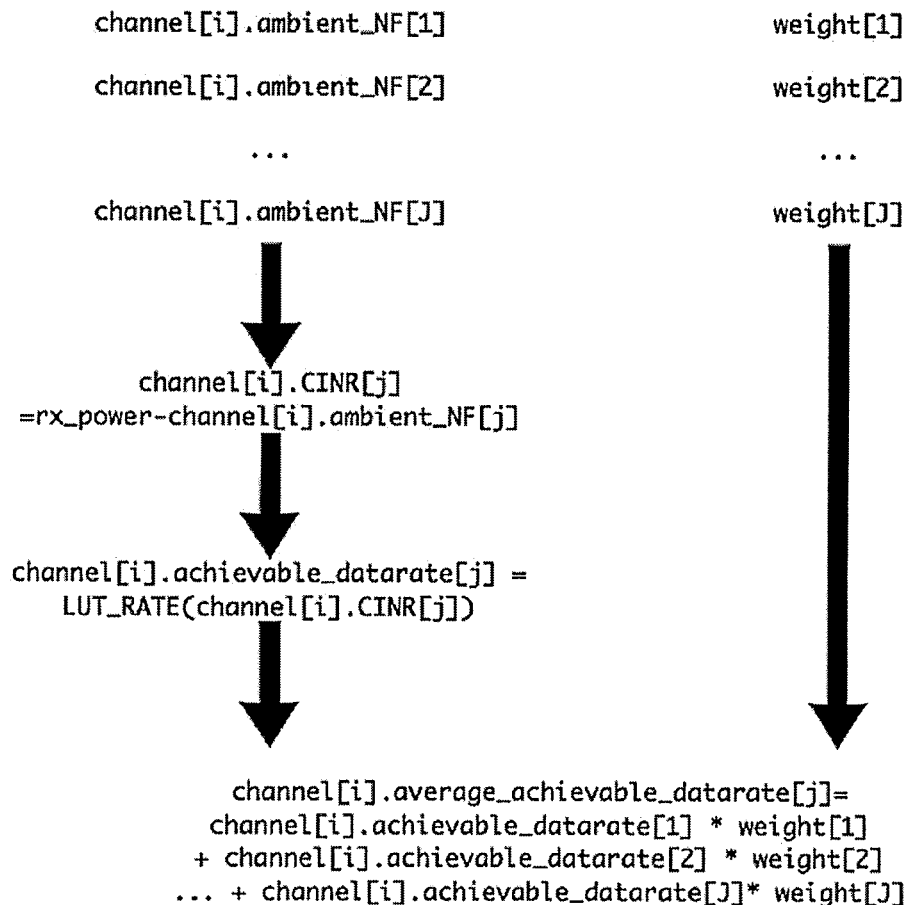 channel[i].ambient_NF[1] weight[1]
channel[i].ambient_NF[2] weight[2]
... ...
channel[i].ambient_NF[J] weight[J]
channel[i].CINR[j]
=rx_power-channel[i].ambient_NF[j]
channel[i].achievable_datarate[j] =
LUT_RATE(channel[i].CINR[j])
channel[i].average_achievable_datarate[j]=
channel[i].achievable_datarate[1] * weight[1]
+ channel[i].achievable_datarate[2] * weight[2]
... + channel[i].achievable_datarate[J]* weight[J]